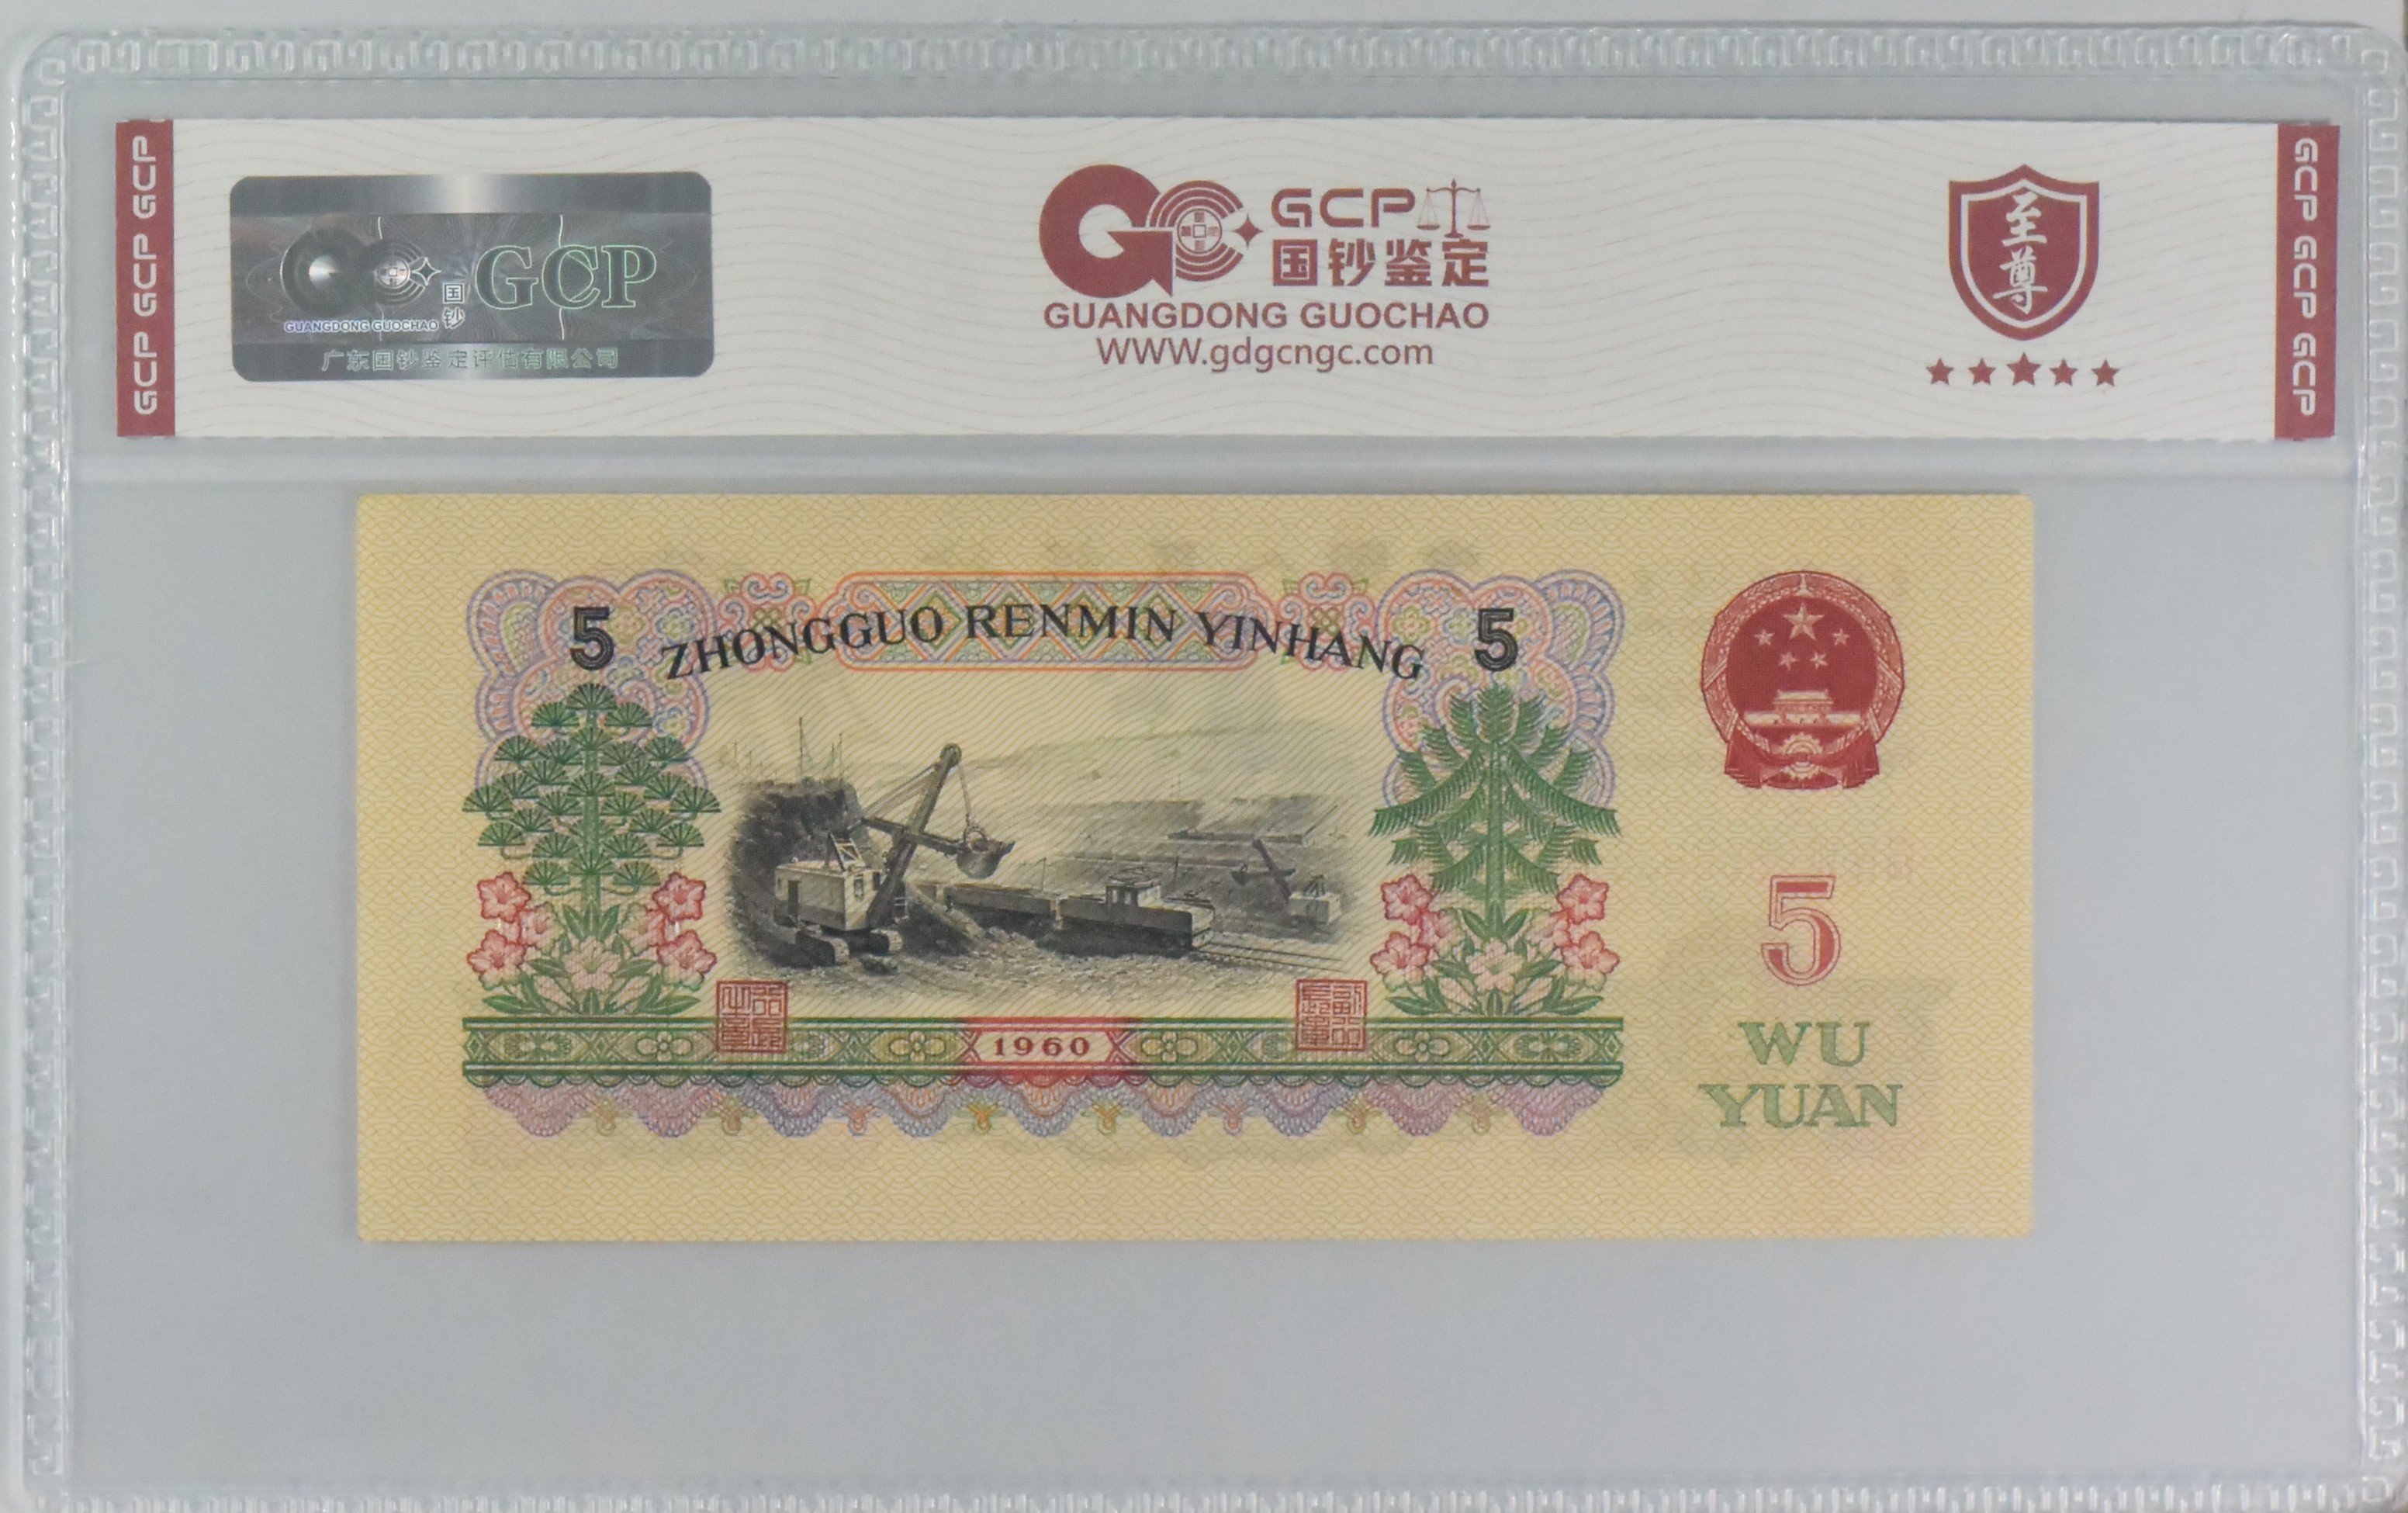 GCP GCP GCP
GCP
国钞
GUANGDONG GUOCHAO
广东国钞鉴定评估有限公司
GCP
国钞鉴定
GUANGDONG GUOCHAO
WWW.gdgcngc.com
至尊
GCP GCP GCP
5 ZHONGGUO RENMIN YINHANG 5
1960
5
WU
YUAN